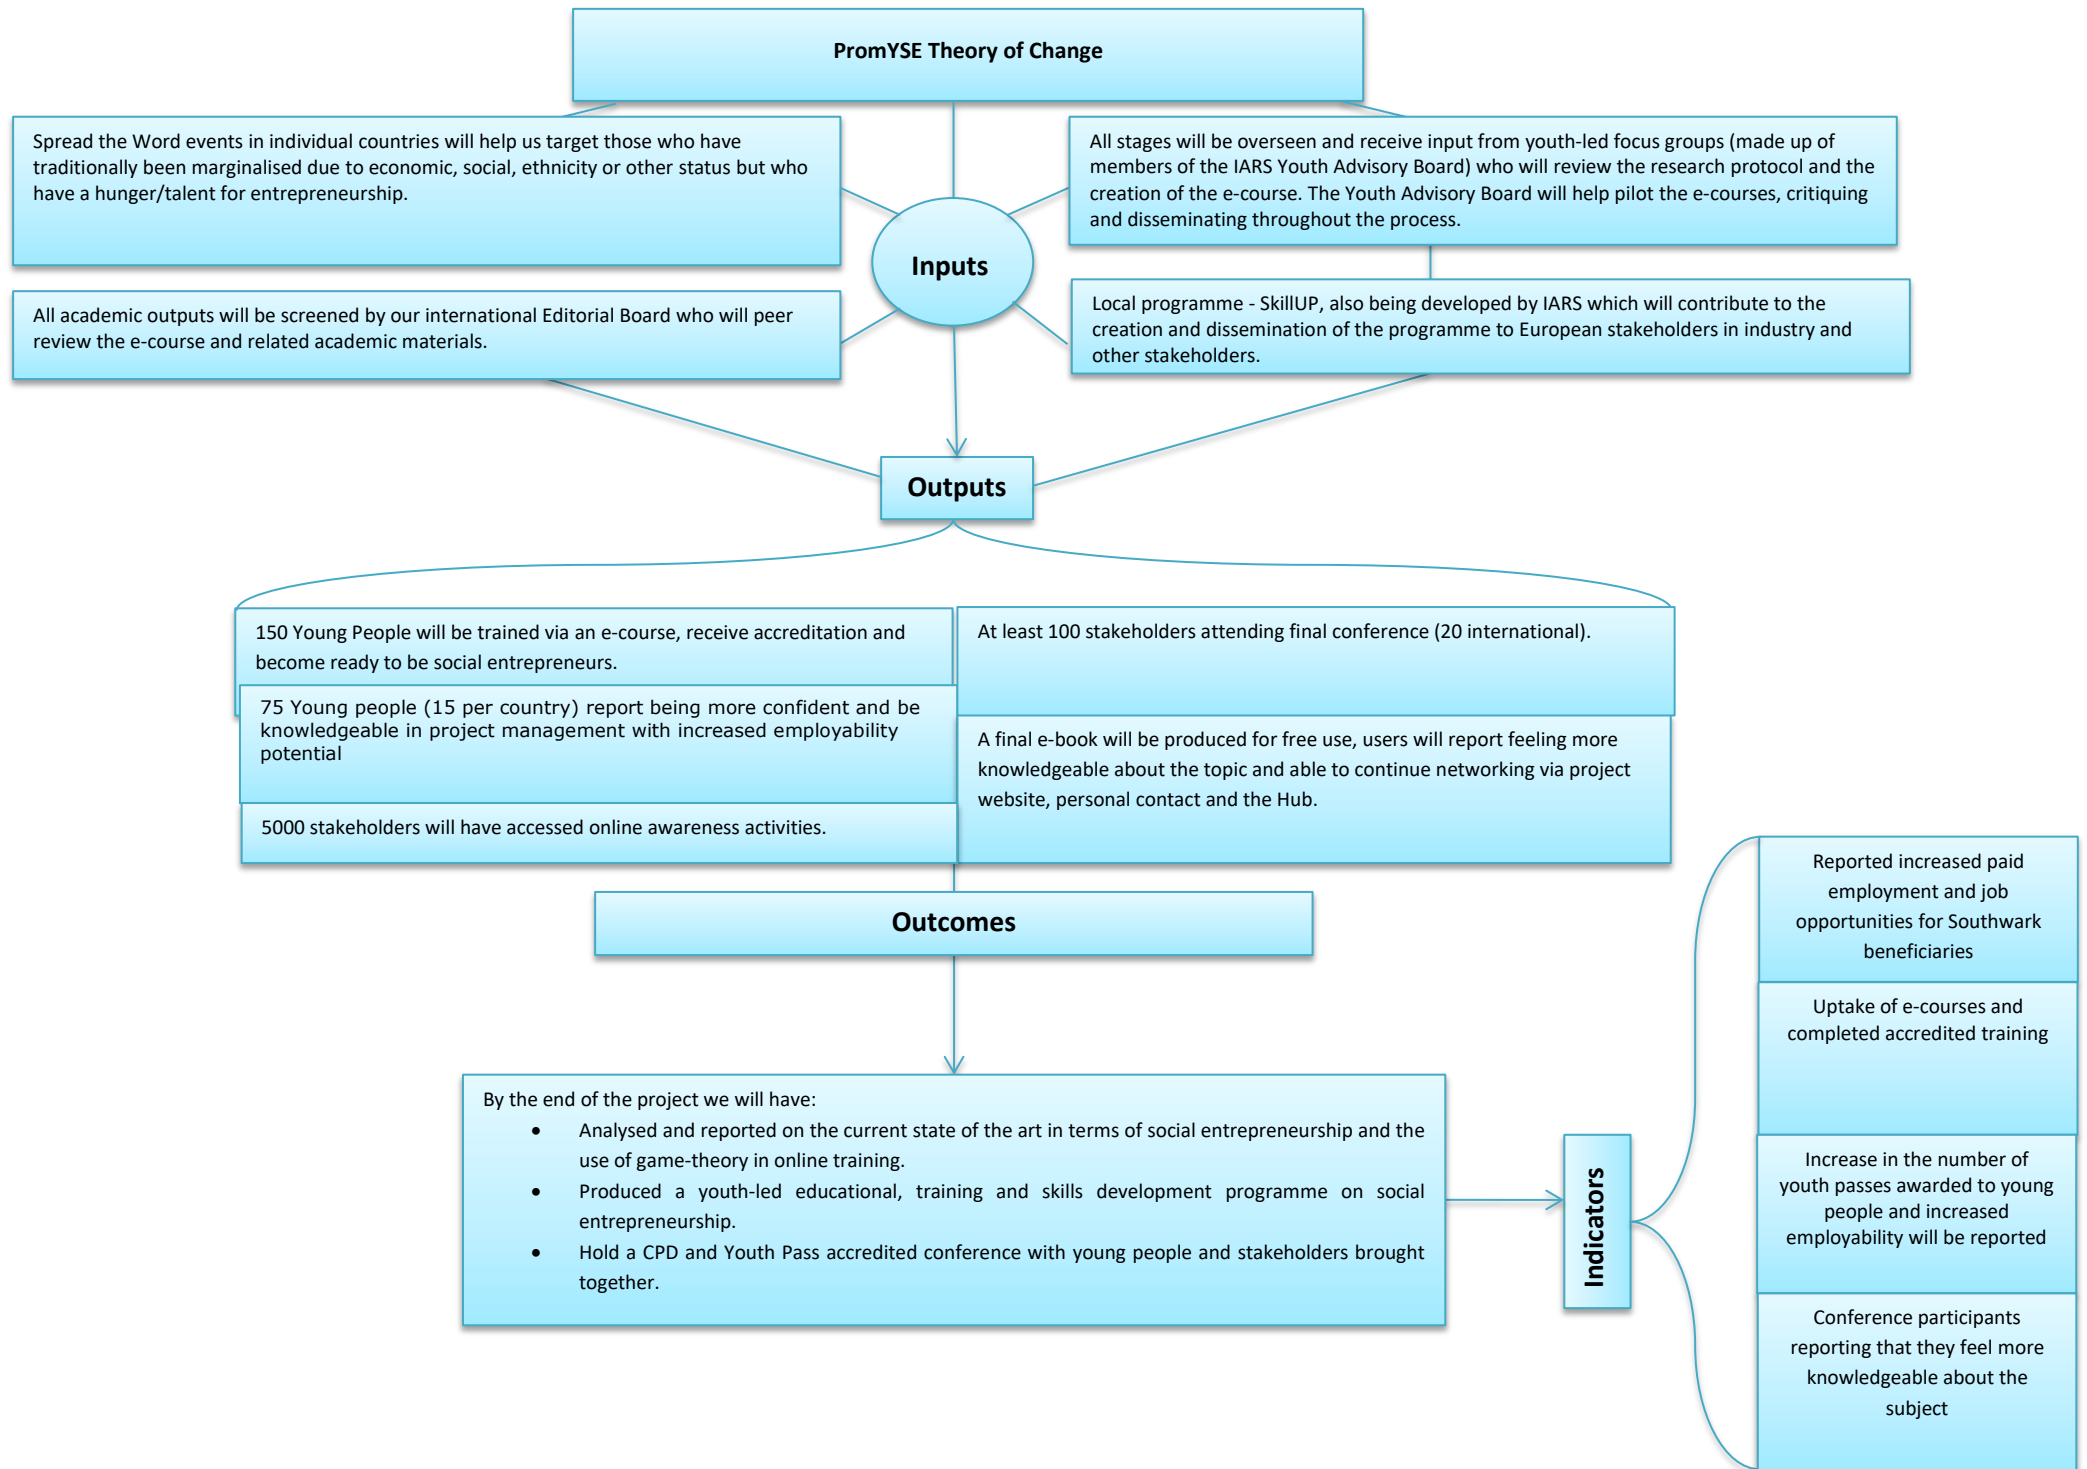 PromYSE Theory of Change
Spread the Word events in individual countries will help us target those who have
traditionally been marginalised due to economic, social, ethnicity or other status but who
have a hunger/talent for entrepreneurship.
All stages will be overseen and receive input from youth-led focus groups (made up of
members of the IARS Youth Advisory Board) who will review the research protocol and the
creation of the e-course. The Youth Advisory Board will help pilot the e-courses, critiquing
and disseminating throughout the process.
Inputs
All academic outputs will be screened by our international Editorial Board who will peer
review the e-course and related academic materials.
Local programme - SkillUP, also being developed by IARS which will contribute to the
creation and dissemination of the programme to European stakeholders in industry and
other stakeholders.
Outputs
150 Young People will be trained via an e-course, receive accreditation and
become ready to be social entrepreneurs.
75 Young people (15 per country) report being more confident and be
knowledgeable in project management with increased employability
potential
5000 stakeholders will have accessed online awareness activities.
At least 100 stakeholders attending final conference (20 international).
A final e-book will be produced for free use, users will report feeling more
knowledgeable about the topic and able to continue networking via project
website, personal contact and the Hub.
Outcomes
By the end of the project we will have:
• Analysed and reported on the current state of the art in terms of social entrepreneurship and the
use of game-theory in online training.
• Produced a youth-led educational, training and skills development programme on social
entrepreneurship.
• Hold a CPD and Youth Pass accredited conference with young people and stakeholders brought
together.
Indicators
Reported increased paid
employment and job
opportunities for Southwark
beneficiaries
Uptake of e-courses and
completed accredited training
Increase in the number of
youth passes awarded to young
people and increased
employability will be reported
Conference participants
reporting that they feel more
knowledgeable about the
subject